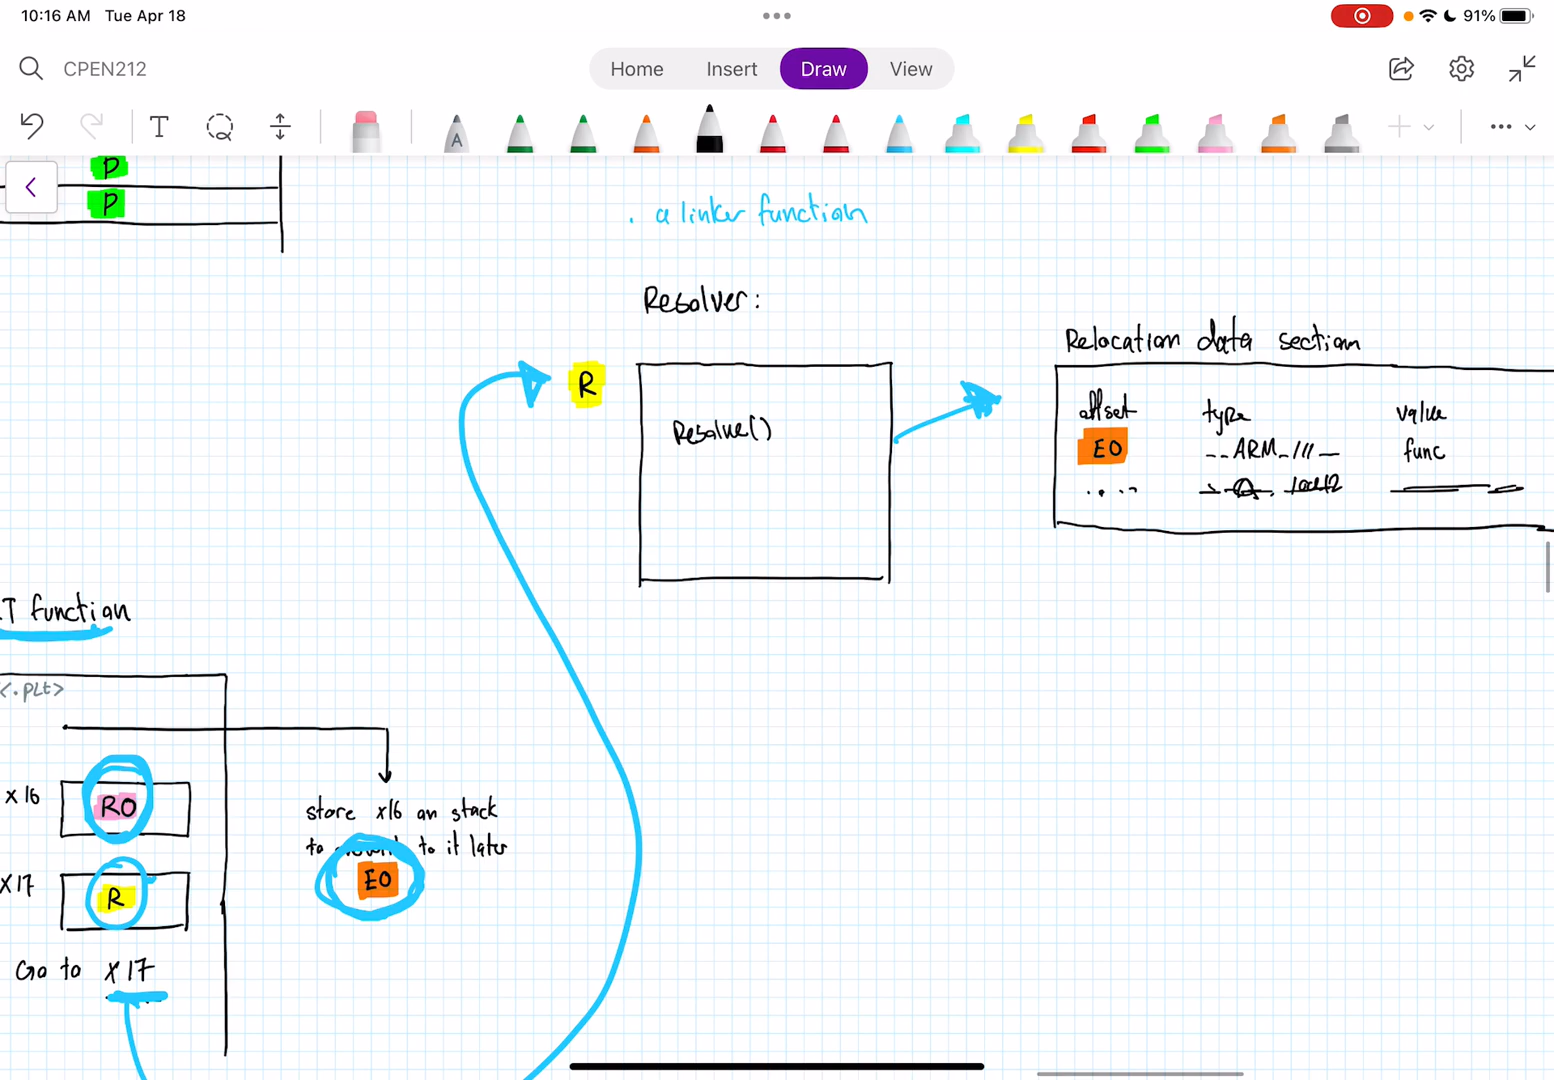 10:16 AM Tue Apr 18
91%
CPEN212
Home Insert Draw View
T
A
P
P
. a linker function
Resolver:
R
Resolve()
Relocation data section
offset type value
EO --ARM-///- func
....
LT function
<.PLt>
x16 RO
X17 R
Go to x17
store x16 on stack
to to it later
EO